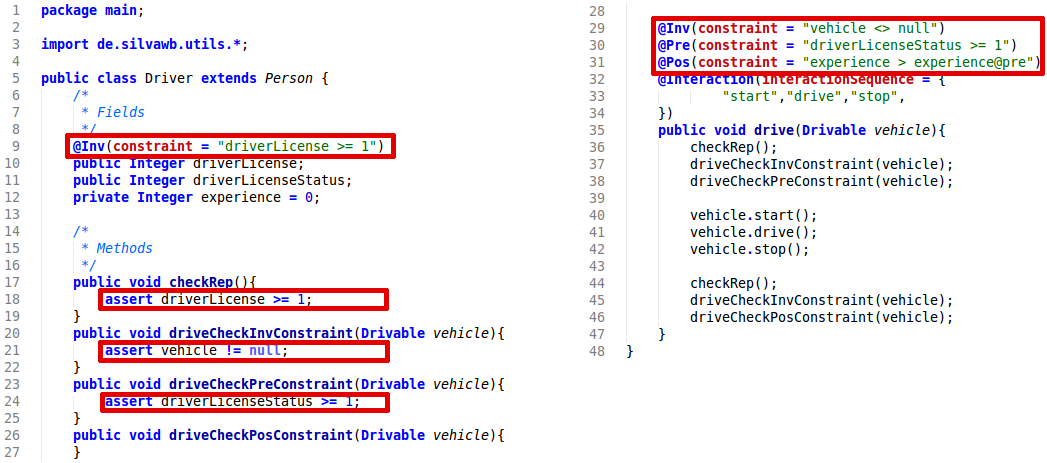 1 package main;
2
3 import de.silvawb.utils.*;
4
5 public class Driver extends Person {
6 /*
7 * Fields
8 */
9 @Inv(constraint = "driverLicense >= 1")
10 public Integer driverLicense;
11 public Integer driverLicenseStatus;
12 private Integer experience = 0;
13
14 /*
15 * Methods
16 */
17 public void checkRep(){
18 assert driverLicense >= 1;
19 }
20 public void driveCheckInvConstraint(Drivable vehicle){
21 assert vehicle != null;
22 }
23 public void driveCheckPreConstraint(Drivable vehicle){
24 assert driverLicenseStatus >= 1;
25 }
26 public void driveCheckPosConstraint(Drivable vehicle){
27 }
28
29 @Inv(constraint = "vehicle <> null")
30 @Pre(constraint = "driverLicenseStatus >= 1")
31 @Pos(constraint = "experience > experience@pre")
32 @Interaction(interactionSequence = {
33 "start","drive","stop",
34 })
35 public void drive(Drivable vehicle){
36 checkRep();
37 driveCheckInvConstraint(vehicle);
38 driveCheckPreConstraint(vehicle);
39
40 vehicle.start();
41 vehicle.drive();
42 vehicle.stop();
43
44 checkRep();
45 driveCheckInvConstraint(vehicle);
46 driveCheckPosConstraint(vehicle);
47 }
48 }